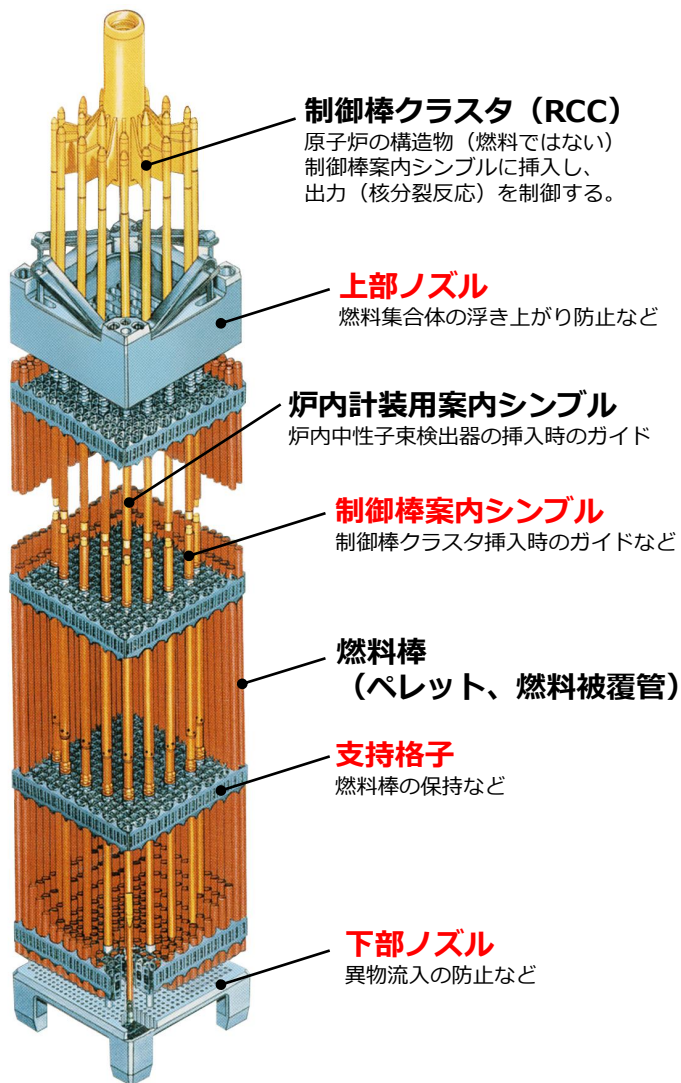 制御棒クラスタ（RCC）
原子炉の構造物（燃料ではない）
制御棒案内シンブルに挿入し、
出力（核分裂反応）を制御する。
上部ノズル
燃料集合体の浮き上がり防止など
炉内計装用案内シンブル
炉内中性子束検出器の挿入時のガイド
制御棒案内シンブル
制御棒クラスタ挿入時のガイドなど
燃料棒
（ペレット、燃料被覆管）
支持格子
燃料棒の保持など
下部ノズル
異物流入の防止など